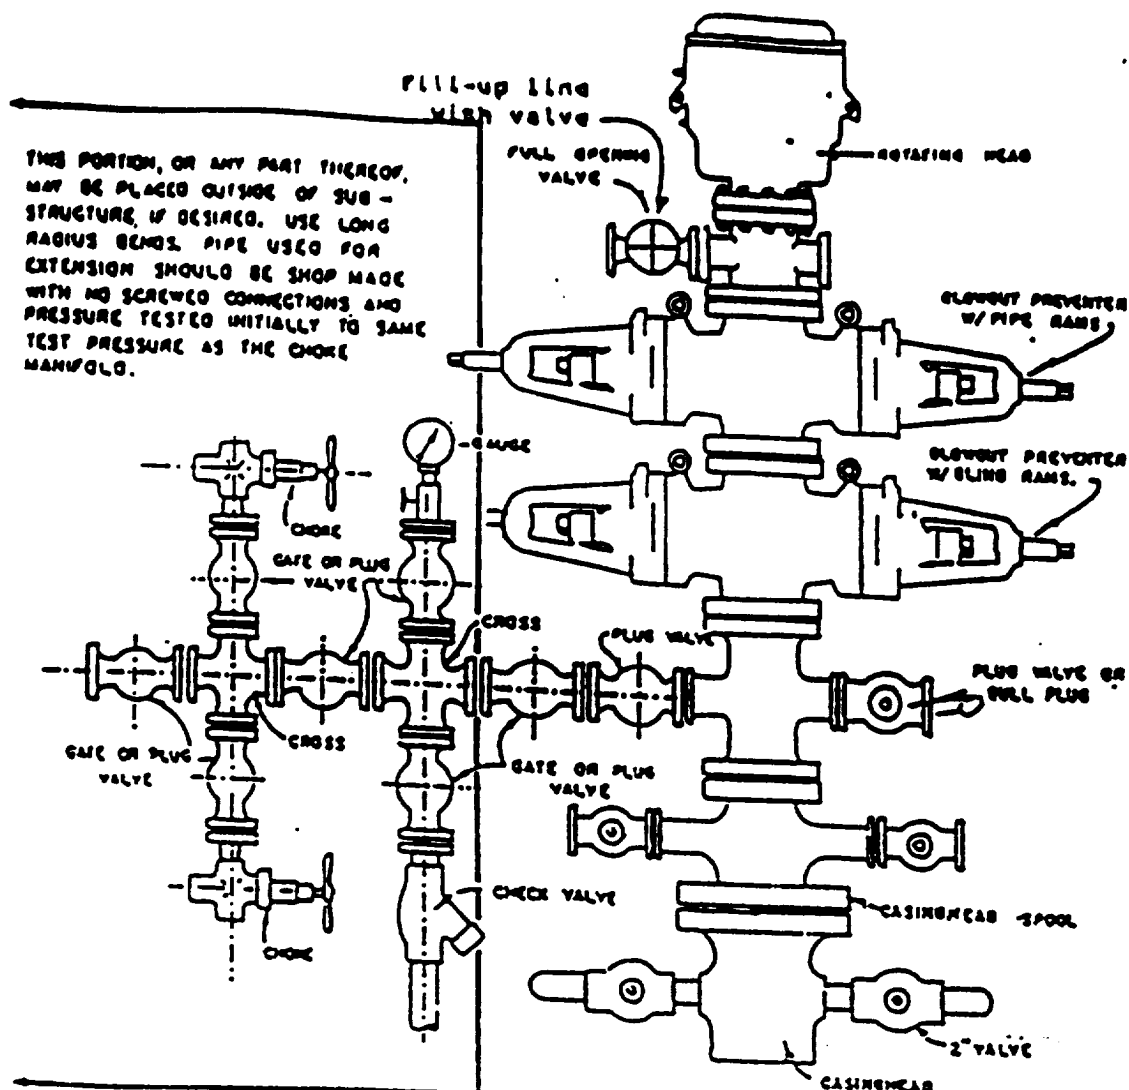 Fill-up line
with valve
FULL OPENING
VALVE
ROTATING HEAD
THIS PORTION, OR ANY PART THEREOF,
MAY BE PLACED OUTSIDE OF SUB-
STRUCTURE, IF DESIRED. USE LONG
RADIUS BENDS. PIPE USED FOR
EXTENSION SHOULD BE SHOP MADE
WITH NO SCREWED CONNECTIONS AND
PRESSURE TESTED INITIALLY TO SAME
TEST PRESSURE AS THE CHOKE
MANIFOLD.
BLOWOUT PREVENTER
W/ PIPE RAMS.
GAUGE
BLOWOUT PREVENTER
W/ BLIND RAMS.
CHOKE
GATE OR PLUG
VALVE
CROSS
PLUG VALVE
PLUG VALVE OR
BULL PLUG
CROSS
GATE OR PLUG
VALVE
GATE OR PLUG
VALVE
CHECK VALVE
CASINGHEAD SPOOL
CHOKE
2" VALVE
CASINGHEAD